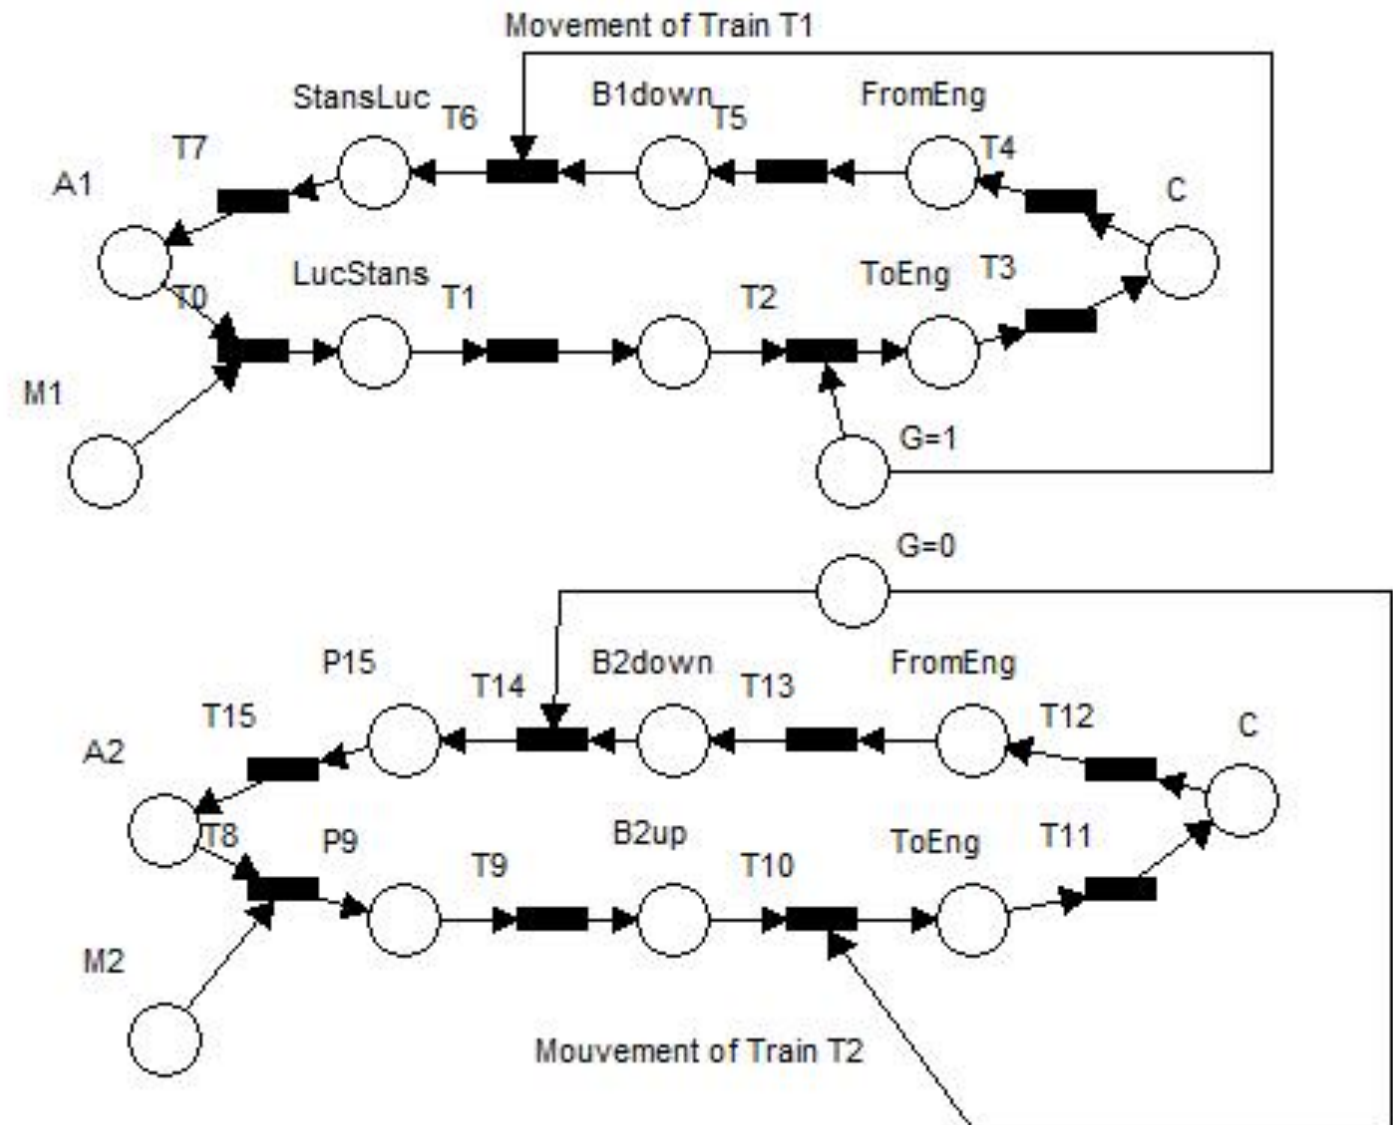 Movement of Train T1
StansLuc T6 B1down T5 FromEng
T7 T4
A1 C
LucStans ToEng T3
T0 T1 T2
M1
G=1
G=0
P15 B2down FromEng
T15 T14 T13 T12
A2 C
T8 P9 B2up ToEng T11
T9 T10
M2
Mouvement of Train T2